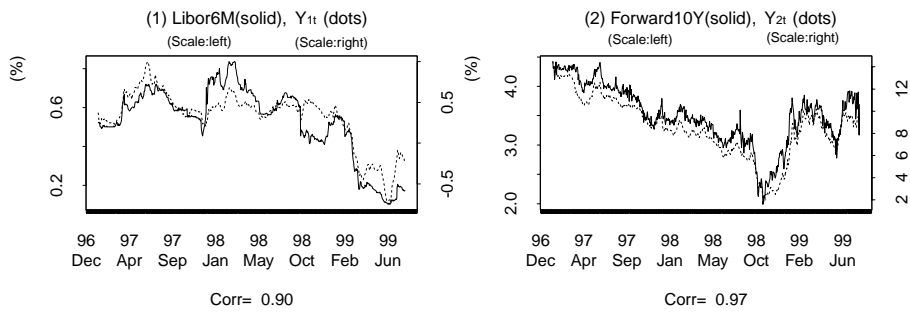 (1) Libor6M(solid), Y1t (dots)
(Scale:left) (Scale:right)
(%)
0.6
0.2
0.5
-0.5
96 97 97 98 98 98 99 99
Dec Apr Sep Jan May Oct Feb Jun
Corr= 0.90
(2) Forward10Y(solid), Y2t (dots)
(Scale:left) (Scale:right)
(%)
4.0
3.0
2.0
12
8
6
4
2
96 97 97 98 98 98 99 99
Dec Apr Sep Jan May Oct Feb Jun
Corr= 0.97